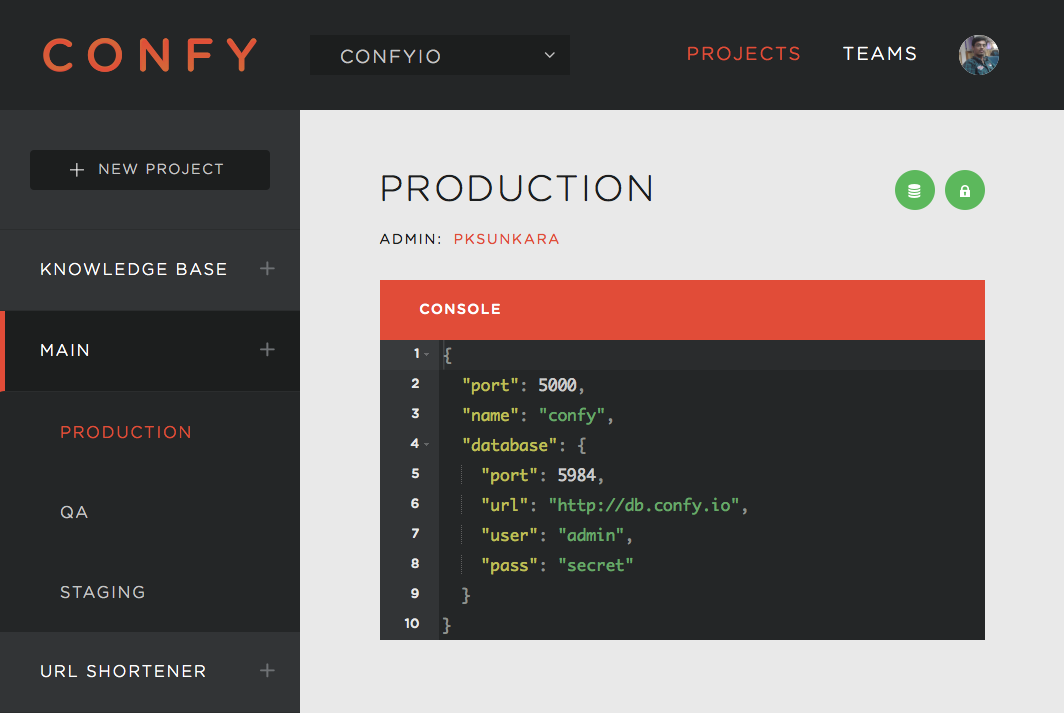 CONFY
CONFYIO
PROJECTS
TEAMS
+ NEW PROJECT
KNOWLEDGE BASE +
MAIN +
PRODUCTION
QA
STAGING
URL SHORTENER +
PRODUCTION
ADMIN: PKSUNKARA
CONSOLE
1 {
2 "port": 5000,
3 "name": "confy",
4 "database": {
5 "port": 5984,
6 "url": "http://db.confy.io",
7 "user": "admin",
8 "pass": "secret"
9 }
10 }